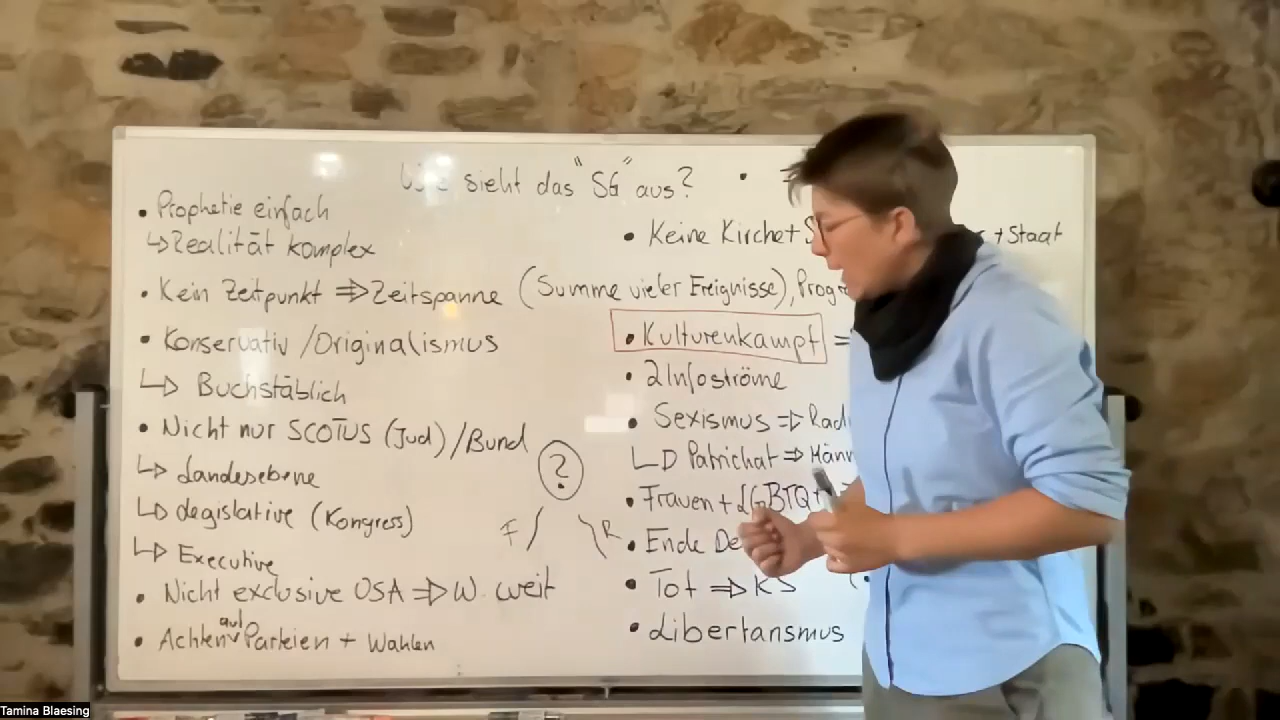 Wie sieht das "SG" aus?
• Prophetie einfach
↳ Realität komplex
• Kein Zeitpunkt ⇒ Zeitspanne (Summe vieler Ereignisse), Prog
• Konservativ / Originalismus
↳ Buchstäblich
• Nicht nur SCOTUS (Jud) / Bund
↳ Landesebene
↳ Legislative (Kongress)
↳ Executive
• Nicht exclusive USA ⇒ W. weit
• Achten auf Parteien + Wahlen
?
F / \ R
• Keine Kirche + S
+ Staat
• Kulturenkampf =
• 2 Infoströme
• Sexismus ⇒ Rad
↳ Patrichat ⇒ Männ
• Frauen + LGBTQ+
• Ende De
• Tot ⇒ KS
• Libertansmus
Tamina Blaesing